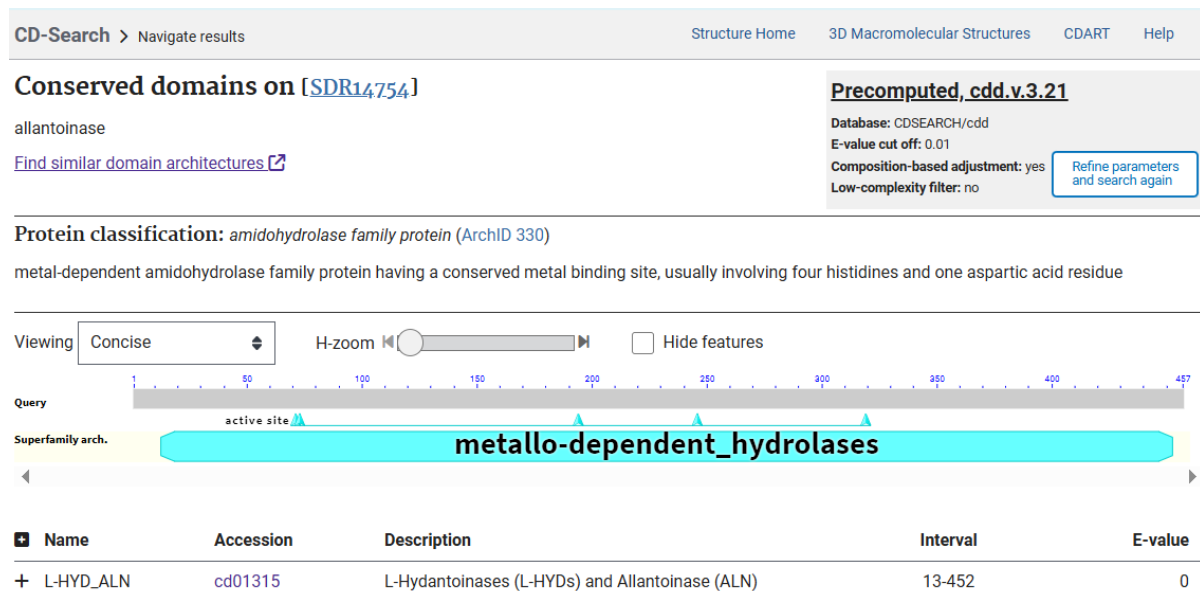 CD-Search > Navigate results Structure Home 3D Macromolecular Structures CDART Help
Conserved domains on [SDR14754]
allantoinase
Find similar domain architectures
Precomputed, cdd.v.3.21
Database: CDSEARCH/cdd
E-value cut off: 0.01
Composition-based adjustment: yes
Low-complexity filter: no
Refine parameters
and search again
Protein classification: amidohydrolase family protein (ArchID 330)
metal-dependent amidohydrolase family protein having a conserved metal binding site, usually involving four histidines and one aspartic acid residue
Viewing Concise H-zoom Hide features
1 50 100 150 200 250 300 350 400 457
Query
active site
Superfamily arch. metallo-dependent_hydrolases
Name Accession Description Interval E-value
+ L-HYD_ALN cd01315 L-Hydantoinases (L-HYDs) and Allantoinase (ALN) 13-452 0